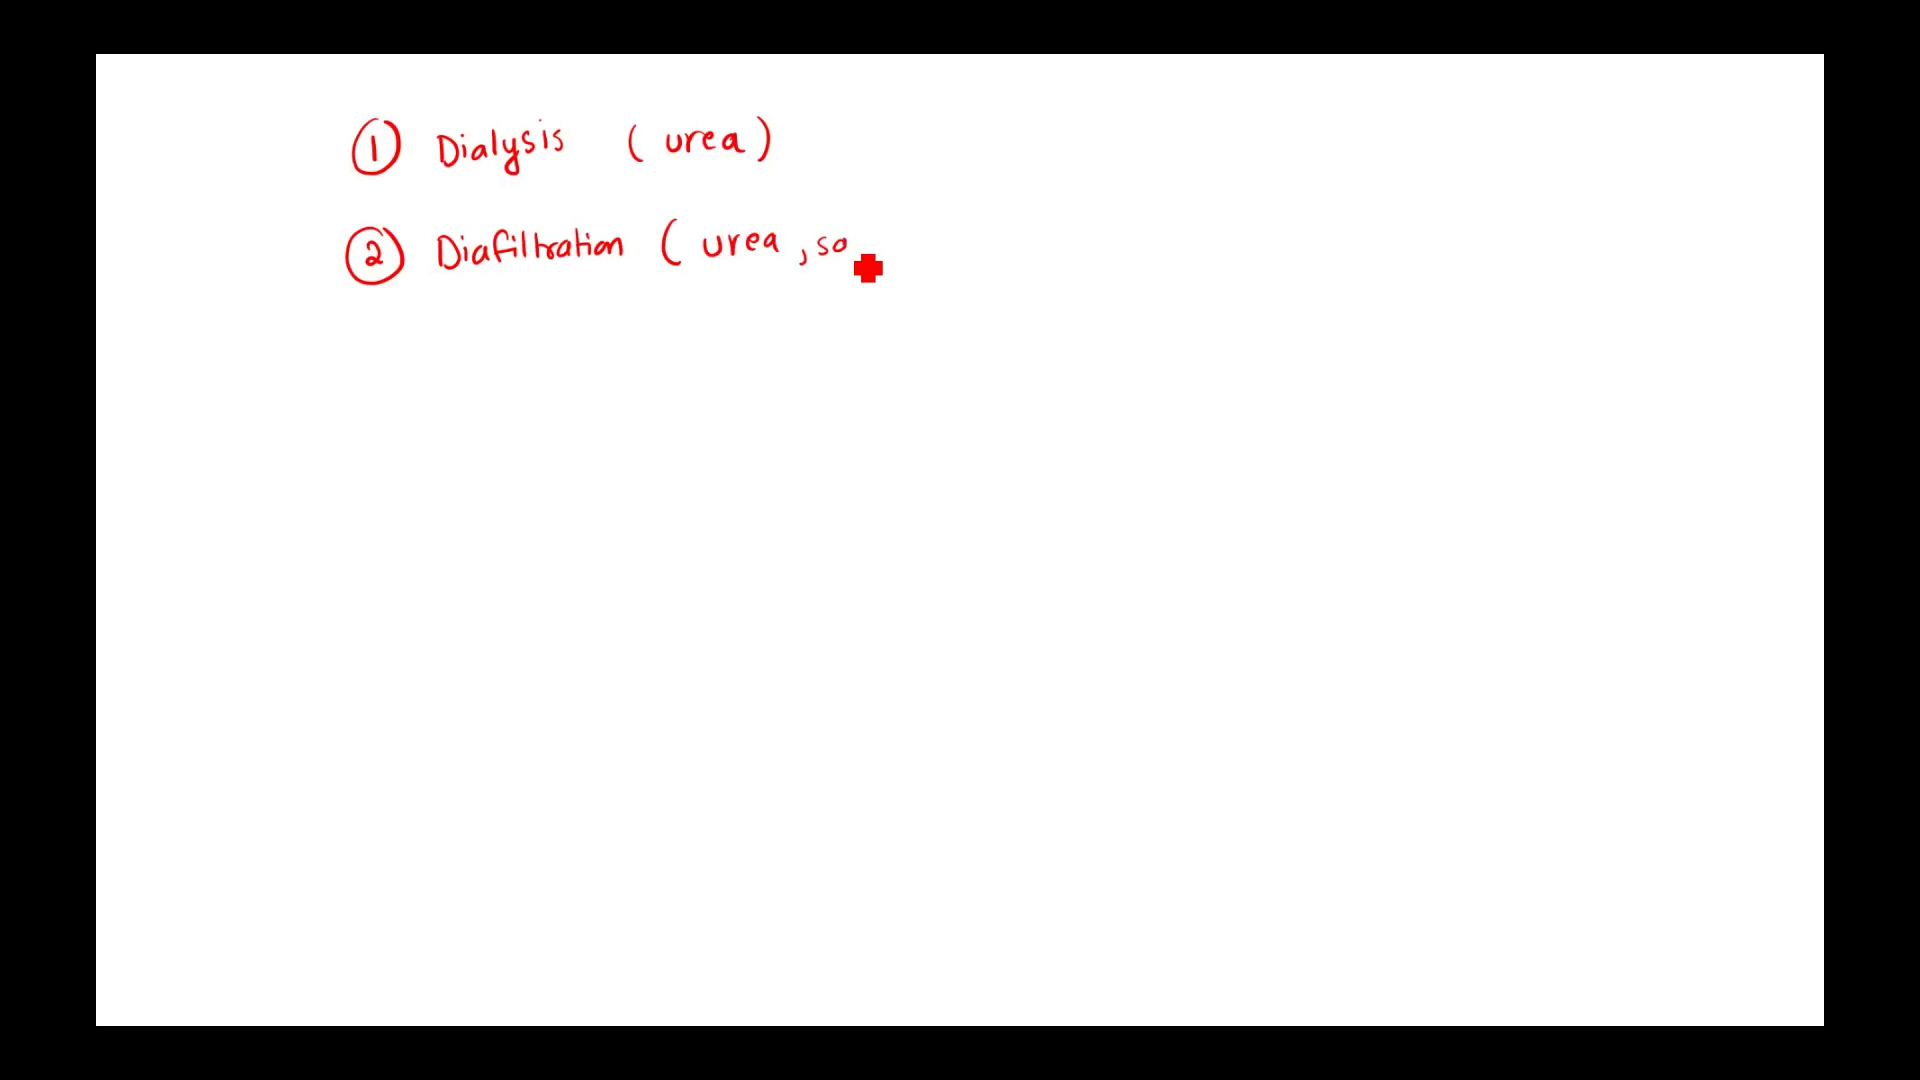 ① Dialysis (urea)
② Diafiltration (urea, so